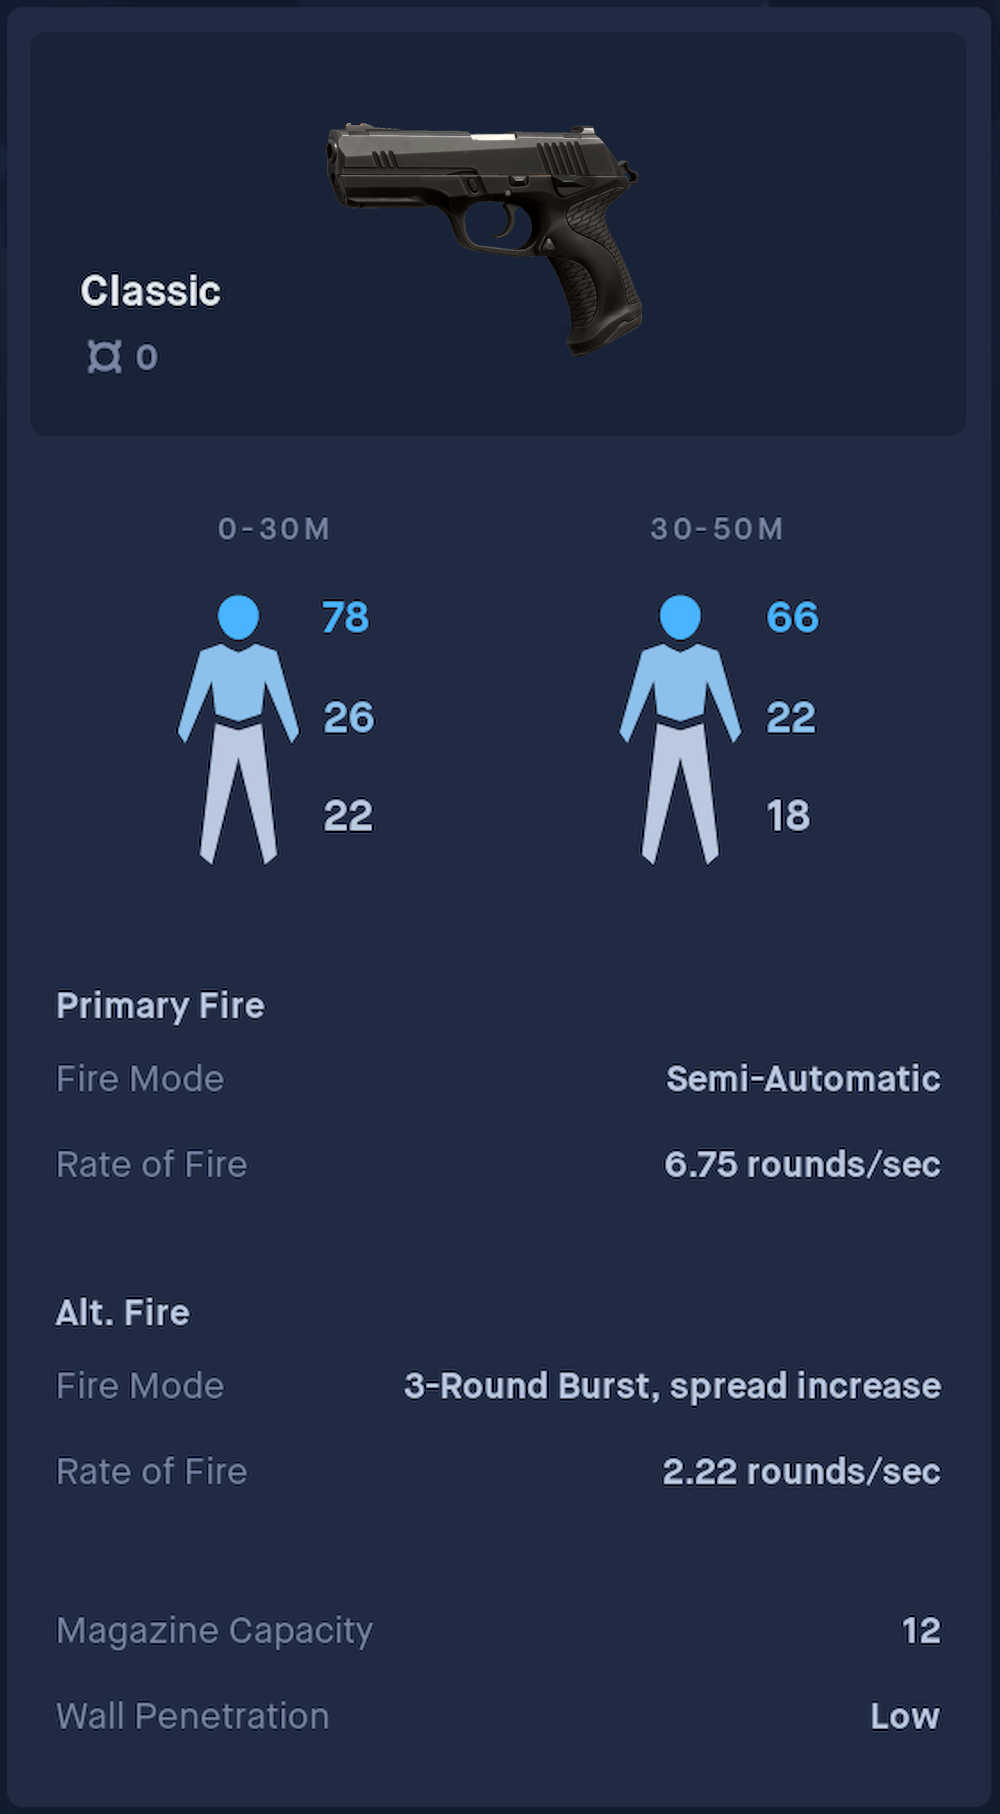 Classic
¤ 0
0-30M 30-50M
78 66
26 22
22 18
Primary Fire
Fire Mode Semi-Automatic
Rate of Fire 6.75 rounds/sec
Alt. Fire
Fire Mode 3-Round Burst, spread increase
Rate of Fire 2.22 rounds/sec
Magazine Capacity 12
Wall Penetration Low